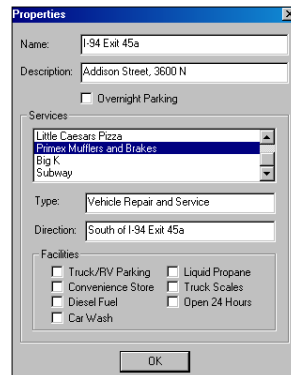 Properties
Name: I-94 Exit 45a
Description: Addison Street, 3600 N
Overnight Parking
Services
Little Caesars Pizza
Primex Mufflers and Brakes
Big K
Subway
Type: Vehicle Repair and Service
Direction: South of I-94 Exit 45a
Facilities
Truck/RV Parking Liquid Propane
Convenience Store Truck Scales
Diesel Fuel Open 24 Hours
Car Wash
OK